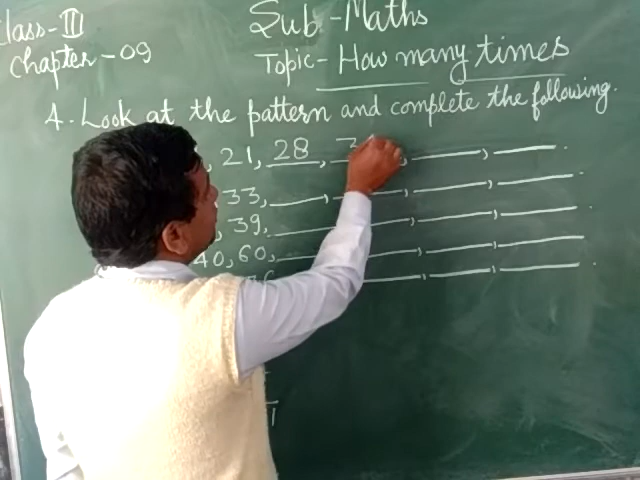 Class-III
Sub-Maths
Chapter-09
Topic-How many times
4. Look at the pattern and complete the following.
, 21, 28, 3
33,
, 39,
40, 60,